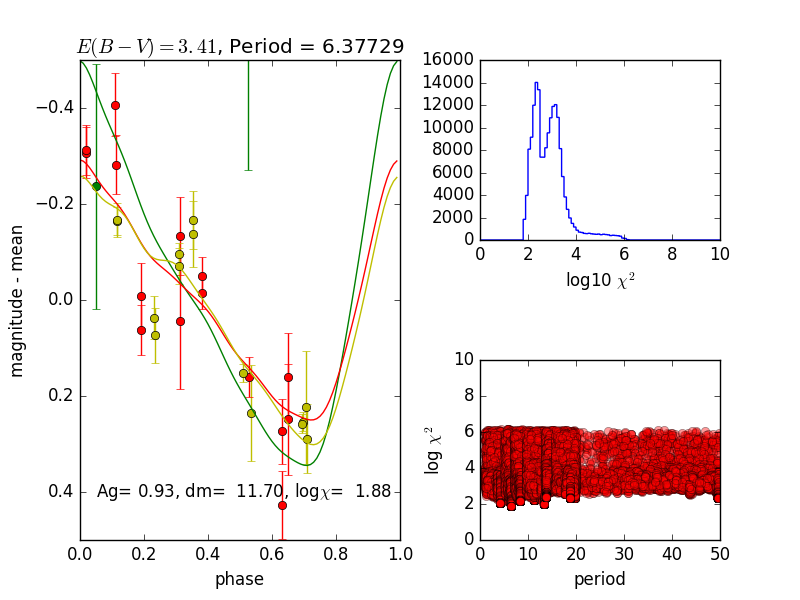 E(B − V) = 3.41, Period = 6.37729
−0.4
−0.2
0.0
0.2
0.4
magnitude - mean
Ag= 0.93, dm=  11.70, logχ=  1.88
0.0 0.2 0.4 0.6 0.8 1.0
phase
16000
14000
12000
10000
8000
6000
4000
2000
0
0 2 4 6 8 10
log10 χ²
10
8
6
4
2
0
log χ²
0 10 20 30 40 50
period